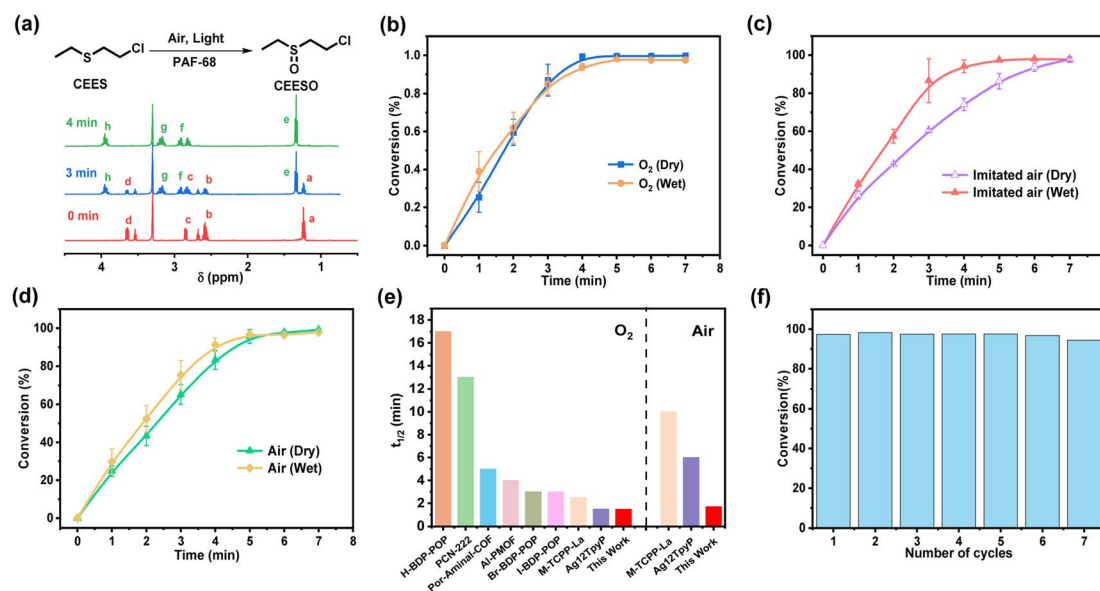 (a)
Air, Light
PAF-68
S
Cl
CEES
S
O
Cl
CEESO
4 min
h
g
f
e
3 min
h
d
g
f
c
b
e
a
0 min
d
c
b
a
4
3
2
1
δ (ppm)
(b)
Conversion (%)
1.0
0.8
0.6
0.4
0.2
0.0
O2 (Dry)
O2 (Wet)
0 1 2 3 4 5 6 7 8
Time (min)
(c)
Conversion (%)
100
80
60
40
20
0
Imitated air (Dry)
Imitated air (Wet)
0 1 2 3 4 5 6 7
Time (min)
(d)
Conversion (%)
100
80
60
40
20
0
Air (Dry)
Air (Wet)
0 1 2 3 4 5 6 7 8
Time (min)
(e)
t1/2 (min)
18
16
14
12
10
8
6
4
2
0
O2
Air
H-BDP-POP
PCN-222
Por-Aminal-COF
Al-PMOF
Br-BDP-POP
I-BDP-POP
M-TCPP-La
Ag12TpyP
This Work
M-TCPP-La
Ag12TpyP
This Work
(f)
Conversion(%)
100
80
60
40
20
0
1 2 3 4 5 6 7
Number of cycles